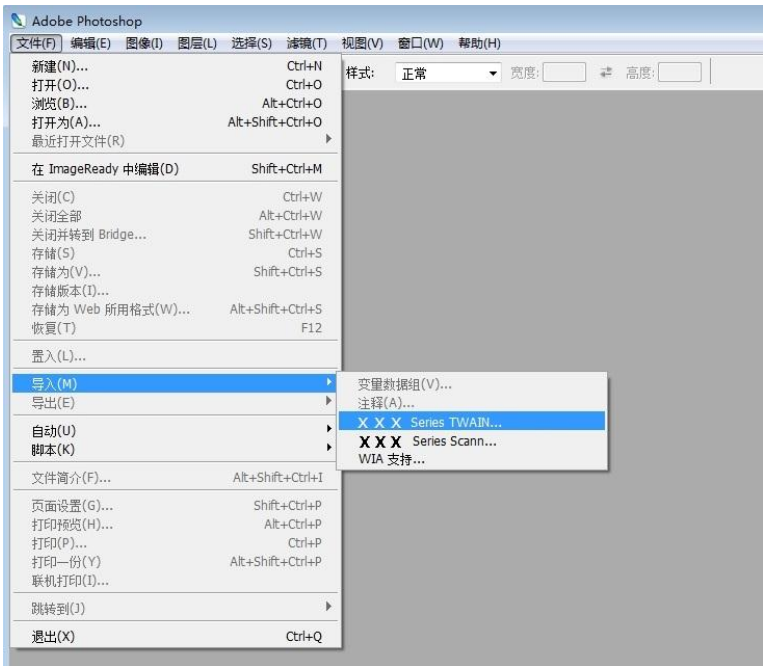 Adobe Photoshop
文件(F) 编辑(E) 图像(I) 图层(L) 选择(S) 滤镜(T) 视图(V) 窗口(W) 帮助(H)
样式: 正常 宽度: 高度:
新建(N)... Ctrl+N
打开(O)... Ctrl+O
浏览(B)... Alt+Ctrl+O
打开为(A)... Alt+Shift+Ctrl+O
最近打开文件(R)
在 ImageReady 中编辑(D) Shift+Ctrl+M
关闭(C) Ctrl+W
关闭全部 Alt+Ctrl+W
关闭并转到 Bridge... Shift+Ctrl+W
存储(S) Ctrl+S
存储为(V)... Shift+Ctrl+S
存储版本(I)...
存储为 Web 所用格式(W)... Alt+Shift+Ctrl+S
恢复(T) F12
置入(L)...
导入(M)
导出(E)
自动(U)
脚本(K)
文件简介(F)... Alt+Shift+Ctrl+I
页面设置(G)... Shift+Ctrl+P
打印预览(H)... Alt+Ctrl+P
打印(P)... Ctrl+P
打印一份(Y) Alt+Shift+Ctrl+P
联机打印(I)...
跳转到(J)
退出(X) Ctrl+Q
变量数据组(V)...
注释(A)...
X X X Series TWAIN...
X X X Series Scann...
WIA 支持...